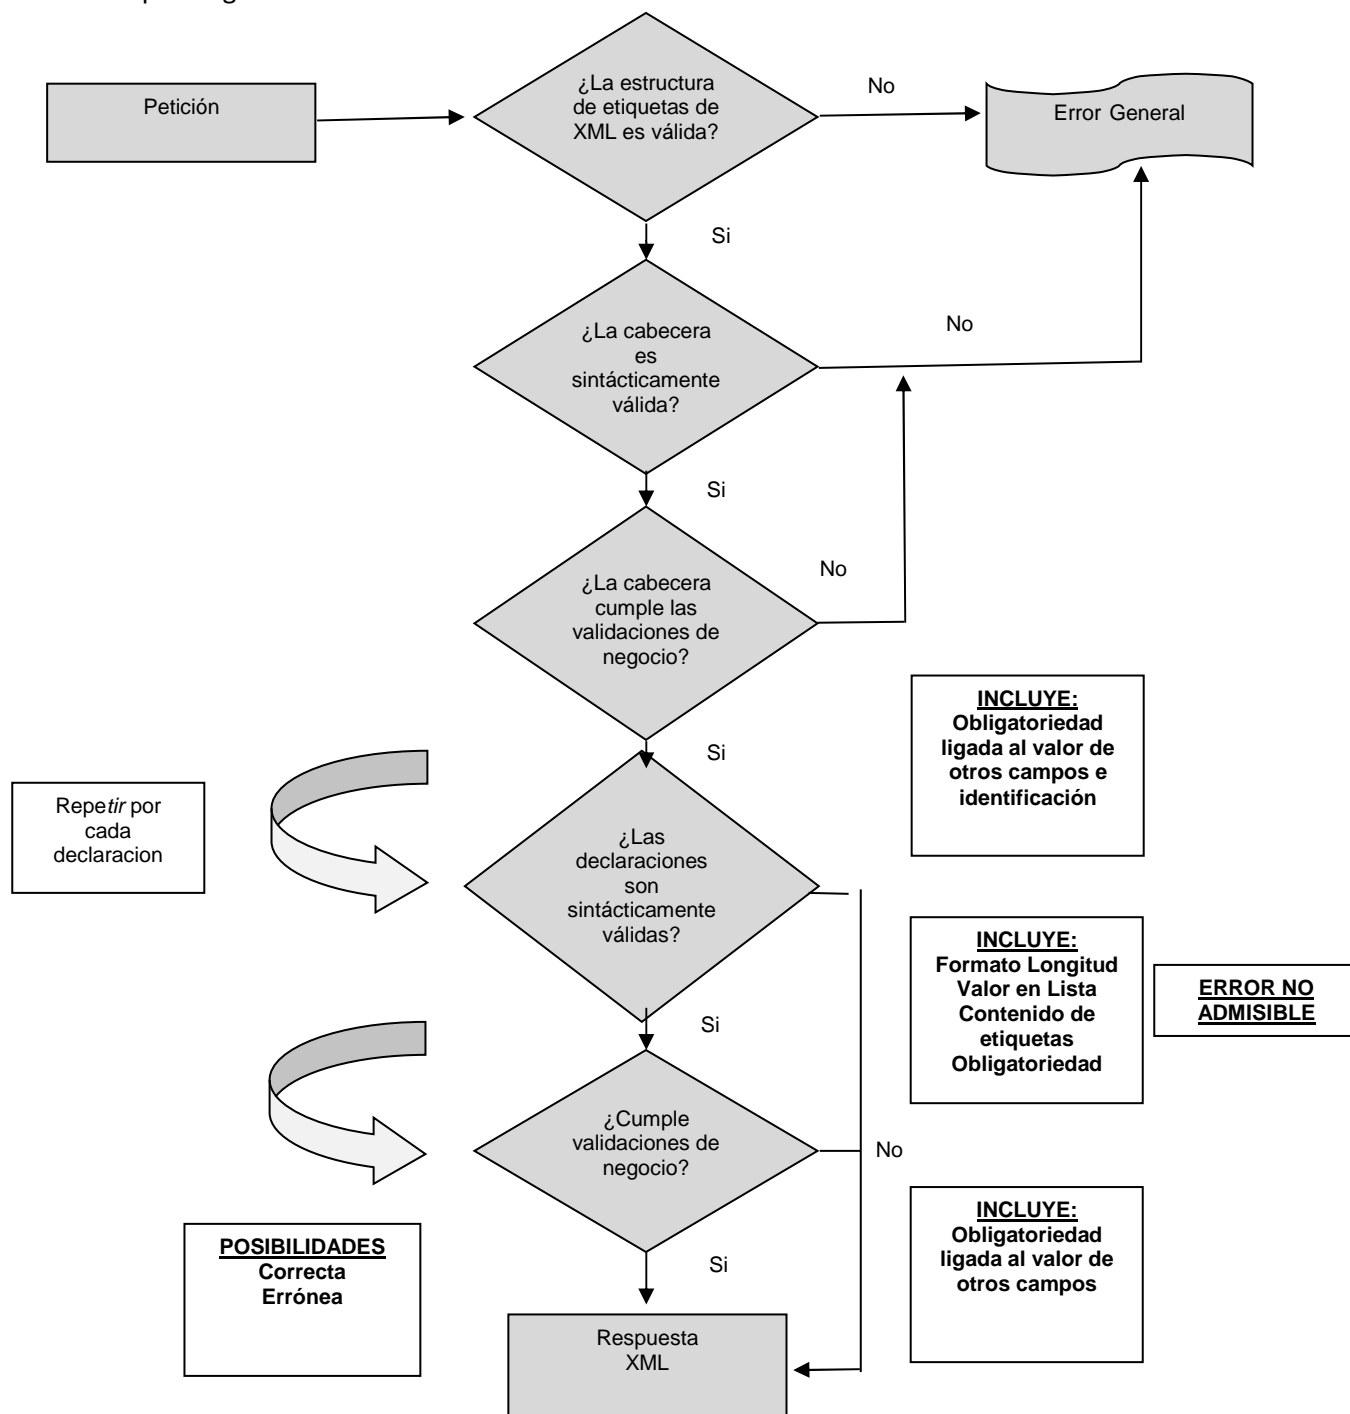 Petición
¿La estructura
de etiquetas de
XML es válida?
No
Error General
Si
¿La cabecera
es
sintácticamente
válida?
No
Si
¿La cabecera
cumple las
validaciones de
negocio?
No
INCLUYE:
Obligatoriedad
ligada al valor de
otros campos e
identificación
Si
Repetir por
cada
declaracion
¿Las
declaraciones
son
sintácticamente
válidas?
INCLUYE:
Formato Longitud
Valor en Lista
Contenido de
etiquetas
Obligatoriedad
ERROR NO
ADMISIBLE
Si
¿Cumple
validaciones de
negocio?
No
INCLUYE:
Obligatoriedad
ligada al valor de
otros campos
POSIBILIDADES
Correcta
Errónea
Si
Respuesta
XML